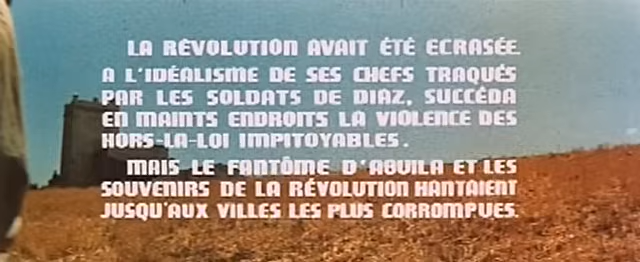 LA RÉVOLUTION AVAIT ÉTÉ ECRASÉE.
A L'IDÉALISME DE SES CHEFS TRAQUÉS
PAR LES SOLDATS DE DIAZ, SUCCÉDA
EN MAINTS ENDROITS LA VIOLENCE DES
HORS-LA-LOI IMPITOYABLES.
MAIS LE FANTÔME D'AGUILA ET LES
SOUVENIRS DE LA RÉVOLUTION HANTAIENT
JUSQU'AUX VILLES LES PLUS CORROMPUES.